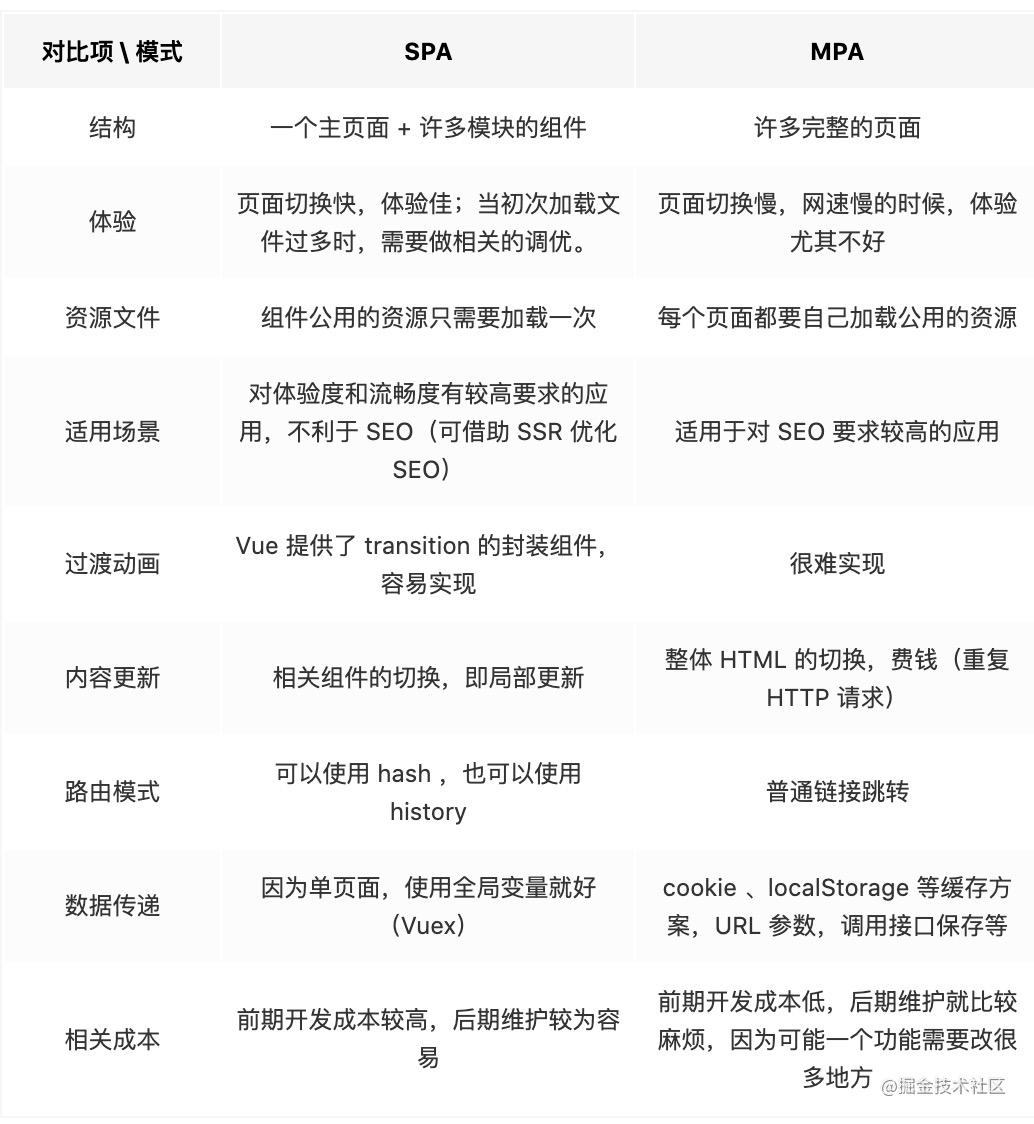 对比项 \ 模式
SPA
MPA
结构
一个主页面 + 许多模块的组件
许多完整的页面
体验
页面切换快，体验佳；当初次加载文
件过多时，需要做相关的调优。
页面切换慢，网速慢的时候，体验
尤其不好
资源文件
组件公用的资源只需要加载一次
每个页面都要自己加载公用的资源
适用场景
对体验度和流畅度有较高要求的应
用，不利于 SEO（可借助 SSR 优化
SEO）
适用于对 SEO 要求较高的应用
过渡动画
Vue 提供了 transition 的封装组件，
容易实现
很难实现
内容更新
相关组件的切换，即局部更新
整体 HTML 的切换，费钱（重复
HTTP 请求）
路由模式
可以使用 hash ，也可以使用
history
普通链接跳转
数据传递
因为单页面，使用全局变量就好
（Vuex）
cookie 、localStorage 等缓存方
案，URL 参数，调用接口保存等
相关成本
前期开发成本较高，后期维护较为容
易
前期开发成本低，后期维护就比较
麻烦，因为可能一个功能需要改很
多地方
@掘金技术社区